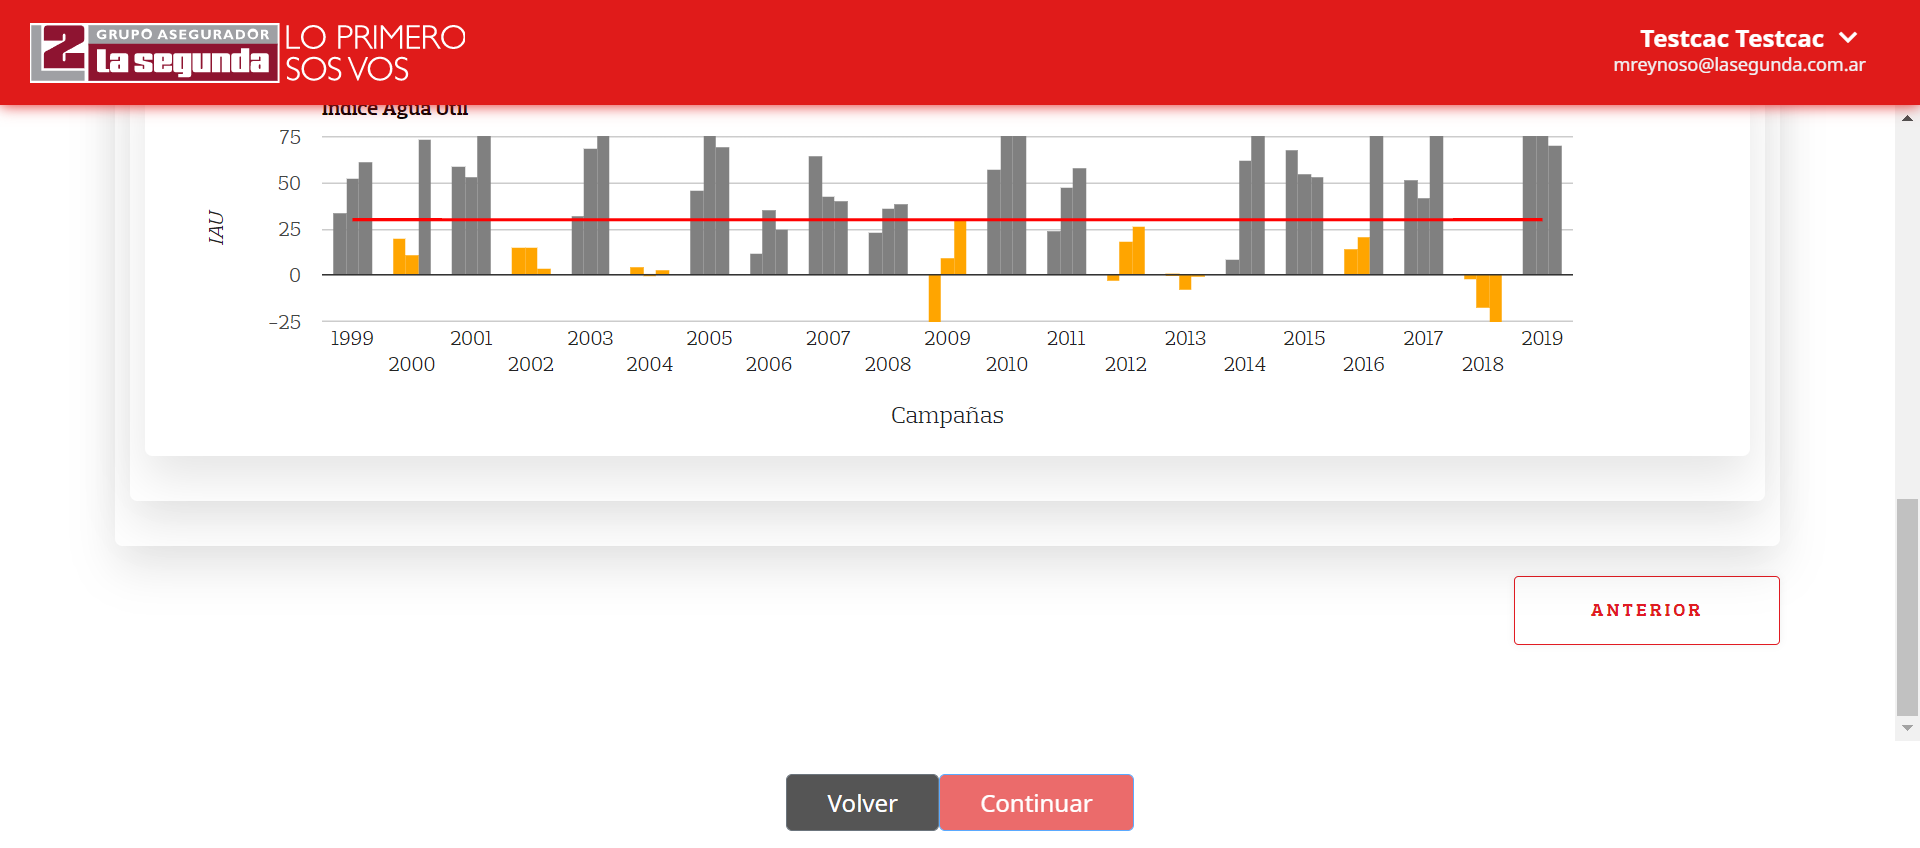 GRUPO ASEGURADOR
La segunda
LO PRIMERO
SOS VOS
Testcac Testcac
mreynoso@lasegunda.com.ar
Índice Agua Útil
75
50
25
0
-25
IAU
1999 2001 2003 2005 2007 2009 2011 2013 2015 2017 2019
2000 2002 2004 2006 2008 2010 2012 2014 2016 2018
Campañas
ANTERIOR
Volver Continuar